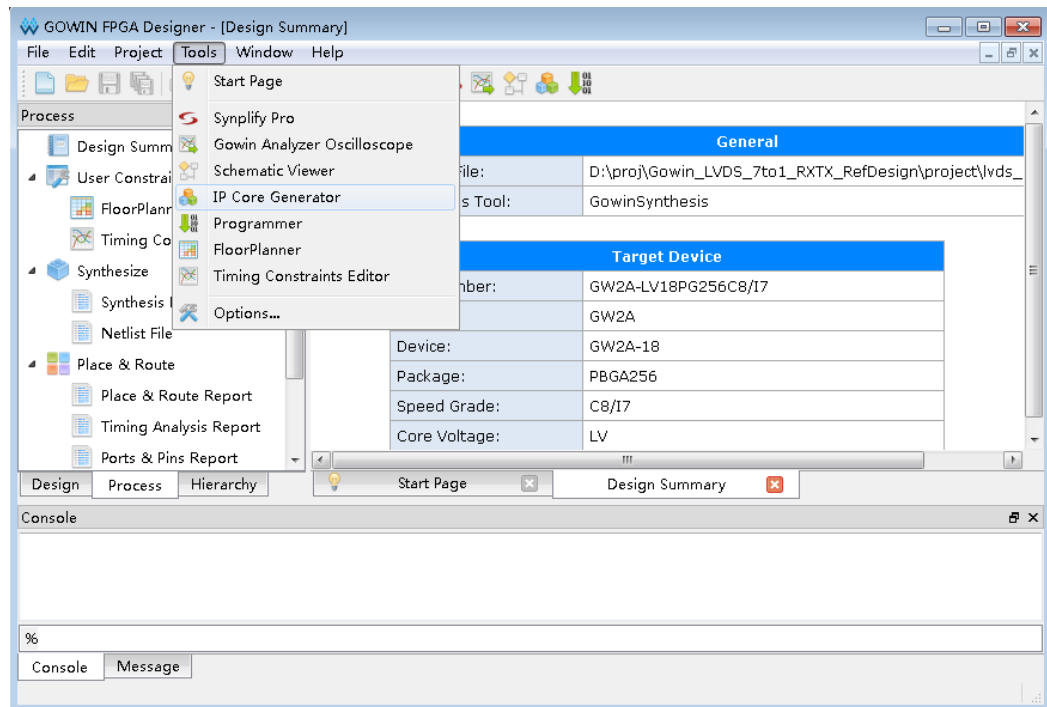 GOWIN FPGA Designer - [Design Summary]
File Edit Project Tools Window Help
Start Page
Synplify Pro
Gowin Analyzer Oscilloscope
Schematic Viewer
IP Core Generator
Programmer
FloorPlanner
Timing Constraints Editor
Options...
Process
Design Summ
User Constrai
FloorPlanr
Timing Co
Synthesize
Synthesis
Netlist File
Place & Route
Place & Route Report
Timing Analysis Report
Ports & Pins Report
General
File: D:\proj\Gowin_LVDS_7to1_RXTX_RefDesign\project\lvds_
s Tool: GowinSynthesis
Target Device
nber: GW2A-LV18PG256C8/I7
GW2A
Device: GW2A-18
Package: PBGA256
Speed Grade: C8/I7
Core Voltage: LV
Design Process Hierarchy
Start Page Design Summary
Console
%
Console Message